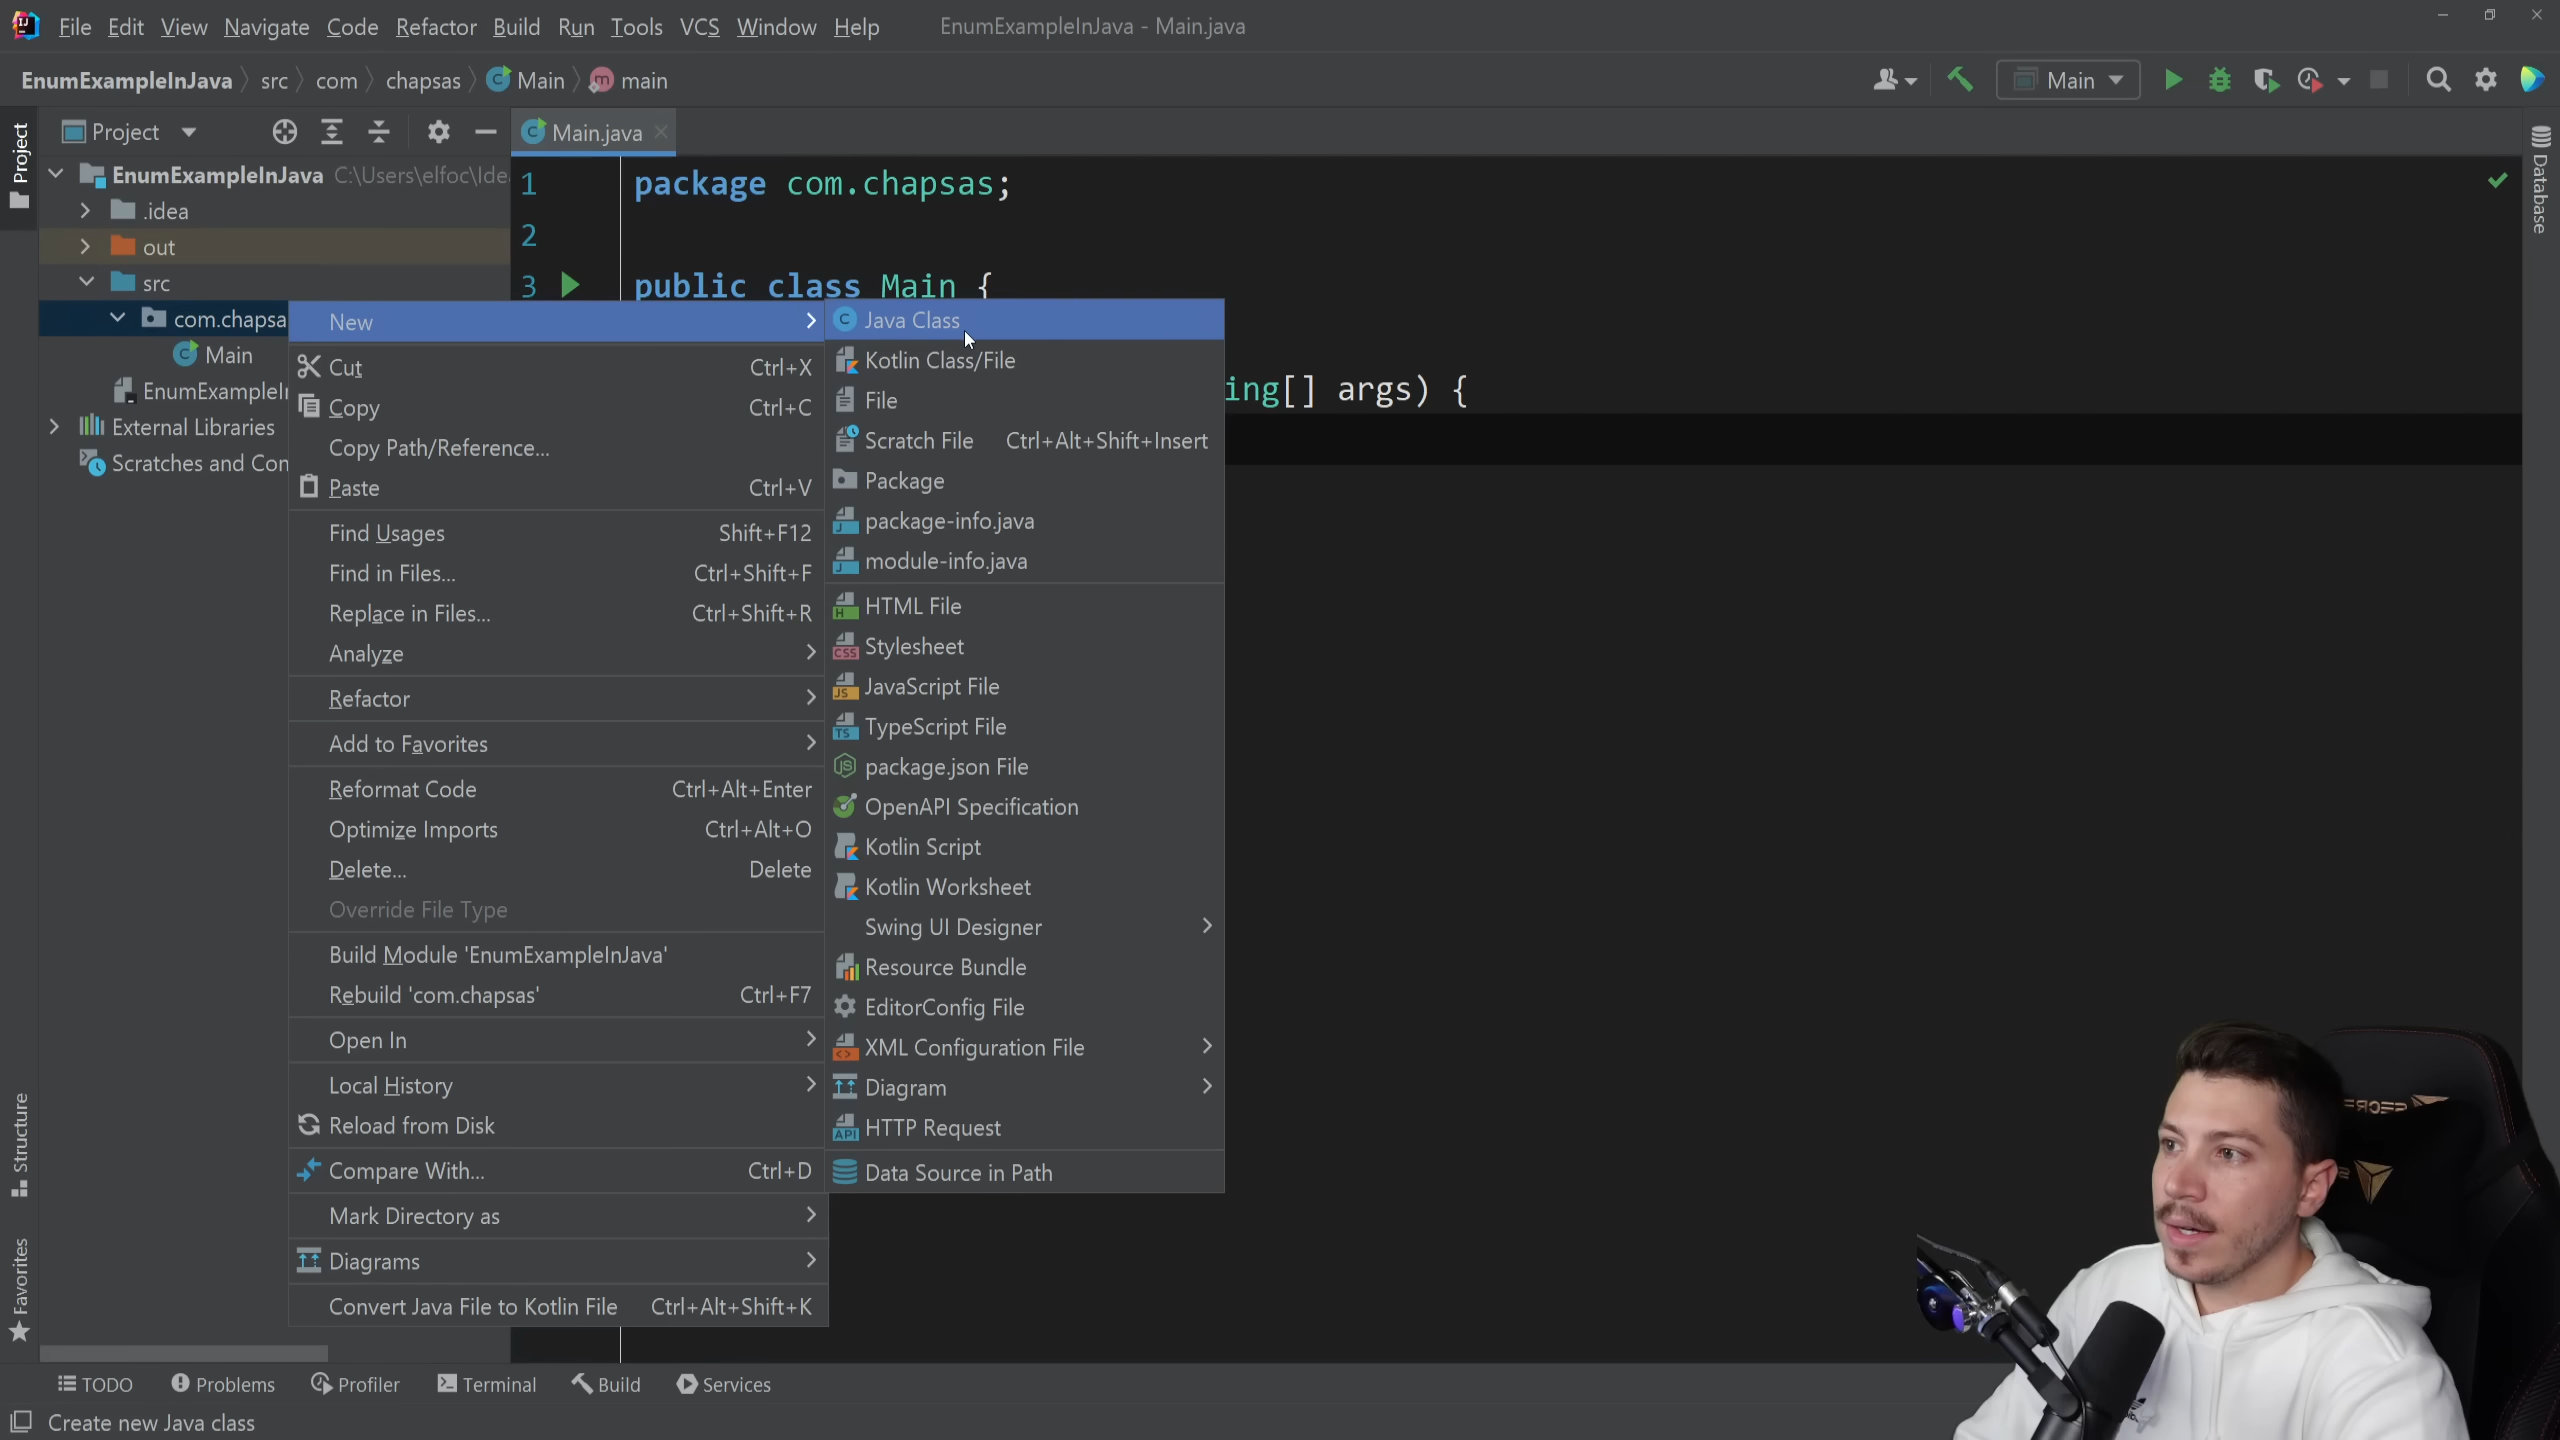 File Edit View Navigate Code Refactor Build Run Tools VCS Window Help EnumExampleInJava - Main.java
EnumExampleInJava src com chapsas Main main
Main
Project
Main.java
Project
Database
EnumExampleInJava C:\Users\elfoc\Ide
.idea
out
src
com.chapsa
Main
EnumExampleI
External Libraries
Scratches and Con
1 package com.chapsas;
2
3 public class Main {
ing[] args) {
New
Cut Ctrl+X
Copy Ctrl+C
Copy Path/Reference...
Paste Ctrl+V
Find Usages Shift+F12
Find in Files... Ctrl+Shift+F
Replace in Files... Ctrl+Shift+R
Analyze
Refactor
Add to Favorites
Reformat Code Ctrl+Alt+Enter
Optimize Imports Ctrl+Alt+O
Delete... Delete
Override File Type
Build Module 'EnumExampleInJava'
Rebuild 'com.chapsas' Ctrl+F7
Open In
Local History
Reload from Disk
Compare With... Ctrl+D
Mark Directory as
Diagrams
Convert Java File to Kotlin File Ctrl+Alt+Shift+K
Java Class
Kotlin Class/File
File
Scratch File Ctrl+Alt+Shift+Insert
Package
package-info.java
module-info.java
HTML File
Stylesheet
JavaScript File
TypeScript File
package.json File
OpenAPI Specification
Kotlin Script
Kotlin Worksheet
Swing UI Designer
Resource Bundle
EditorConfig File
XML Configuration File
Diagram
HTTP Request
Data Source in Path
Structure
Favorites
TODO Problems Profiler Terminal Build Services
Create new Java class